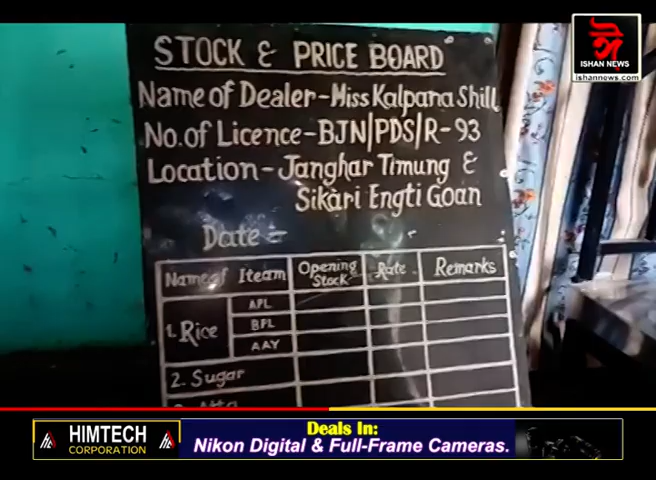 STOCK & PRICE BOARD
Name of Dealer - Miss Kalpana Shill
No. of Licence - BJN/PDS/R - 93
Location - Janghar Timung &
Sikari Engti Goan
Date -
Name of Iteam Opening Stock Rate Remarks
1. Rice
APL
BPL
AAY
2. Sugar
ISHAN NEWS
www.ishannews.com
HIMTECH
CORPORATION
Deals In:
Nikon Digital & Full-Frame Cameras.